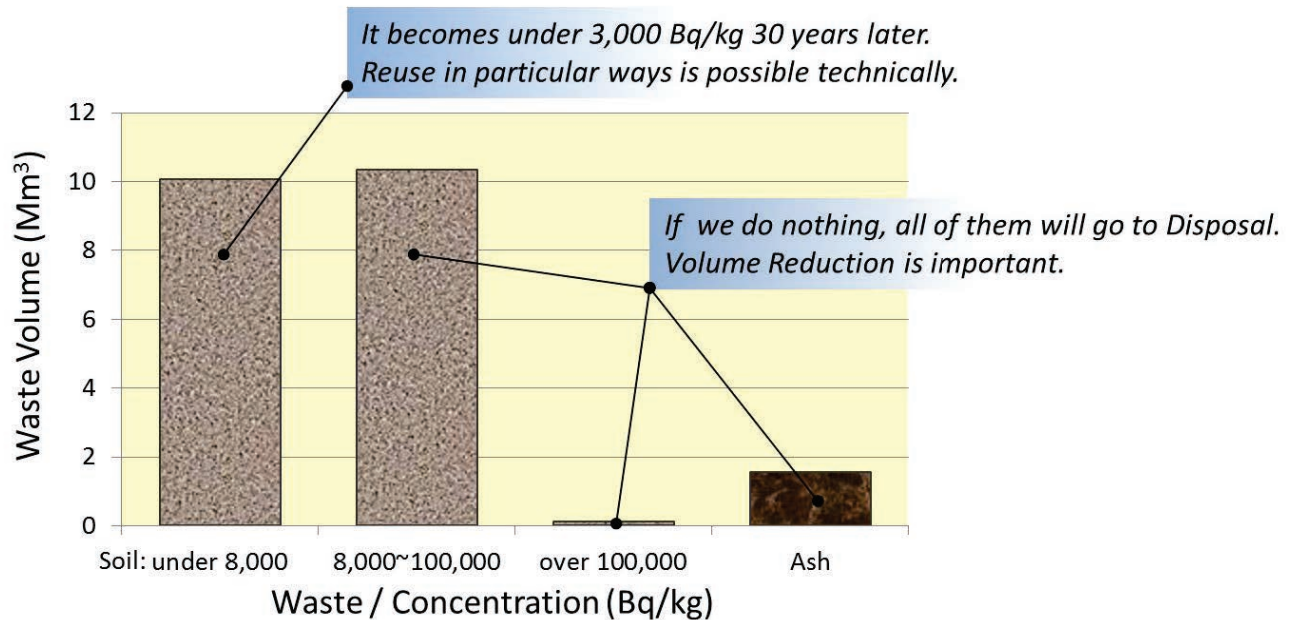 It becomes under 3,000 Bq/kg 30 years later.
Reuse in particular ways is possible technically.
12
10
8
6
4
2
0
Waste Volume (Mm³)
If we do nothing, all of them will go to Disposal.
Volume Reduction is important.
Soil: under 8,000
8,000~100,000
over 100,000
Ash
Waste / Concentration (Bq/kg)